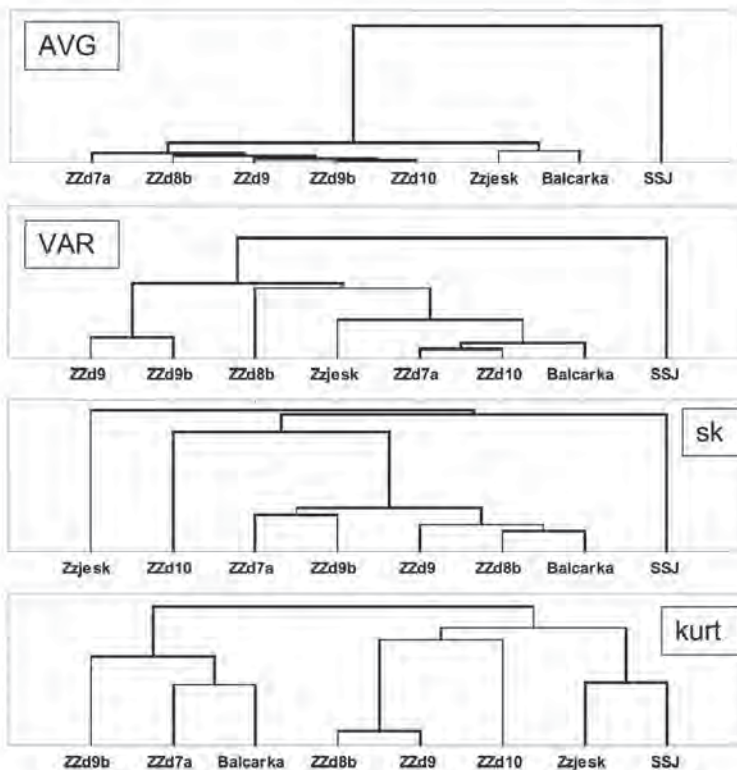 AVG
ZZd7a ZZd8b ZZd9 ZZd9b ZZd10 Zzjesk Balcarka SSJ
VAR
ZZd9 ZZd9b ZZd8b Zzjesk ZZd7a ZZd10 Balcarka SSJ
sk
Zzjesk ZZd10 ZZd7a ZZd9b ZZd9 ZZd8b Balcarka SSJ
kurt
ZZd9b ZZd7a Balcarka ZZd8b ZZd9 ZZd10 Zzjesk SSJ